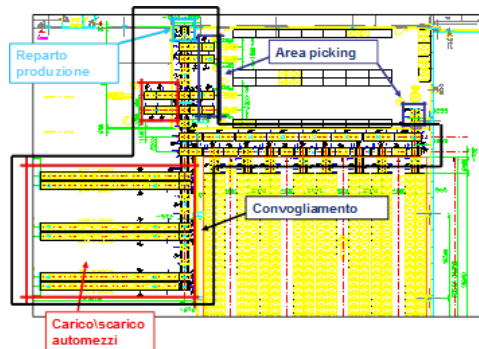 Reparto
produzione
Area picking
Convogliamento
Carico\scarico
automezzi